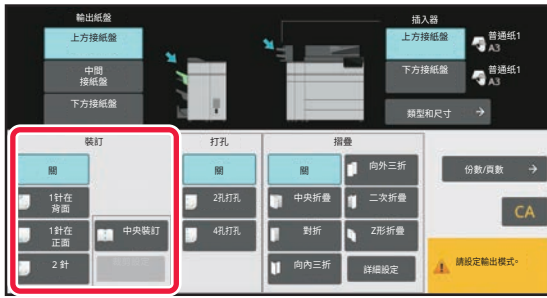 輸出紙盤
上方接紙盤
中間
接紙盤
下方接紙盤
插入器
上方接紙盤
普通紙1
A3
下方接紙盤
普通紙1
A3
類型和尺寸
裝訂
關
1針在
背面
1針在
正面
2 針
中央裝訂
打孔
關
2孔打孔
4孔打孔
摺疊
關
中央摺疊
對折
向內三折
向外三折
二次折疊
Z形折疊
詳細設定
份數/頁數
CA
請設定輸出模式。